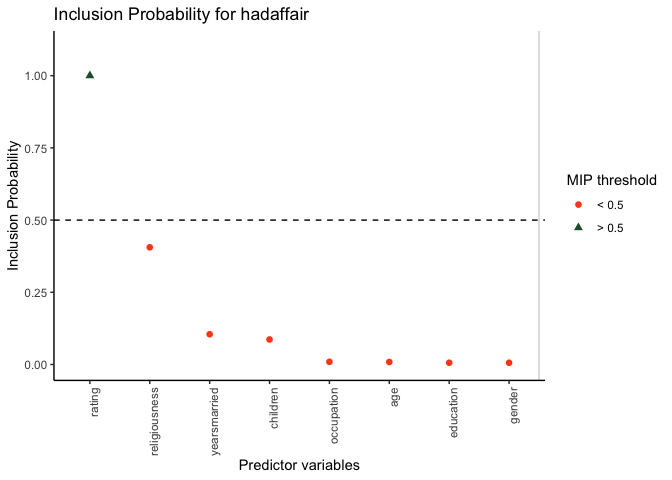 Inclusion Probability for hadaffair
Inclusion Probability
1.00
0.75
0.50
0.25
0.00
rating
religiousness
yearsmarried
children
occupation
age
education
gender
Predictor variables
MIP threshold
< 0.5
> 0.5